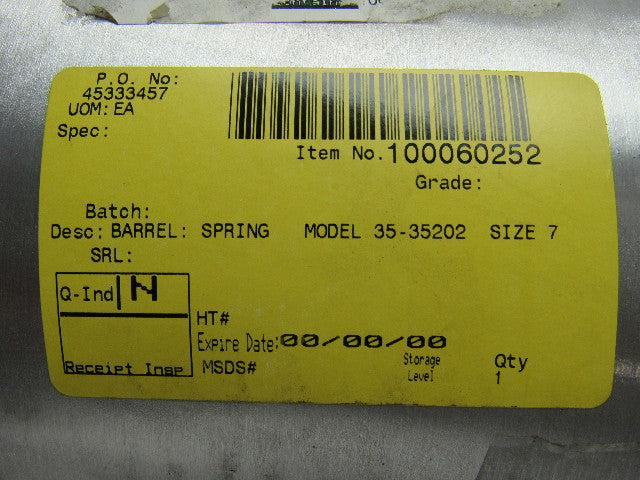 P.O. No:
45333457
UOM: EA
Spec:
Item No. 100060252
Grade:
Batch:
Desc: BARREL: SPRING MODEL 35-35202 SIZE 7
SRL:
Q-Ind N
HT#
Expire Date: 00/00/00
Receipt Insp
MSDS#
Storage
Level
Qty
1